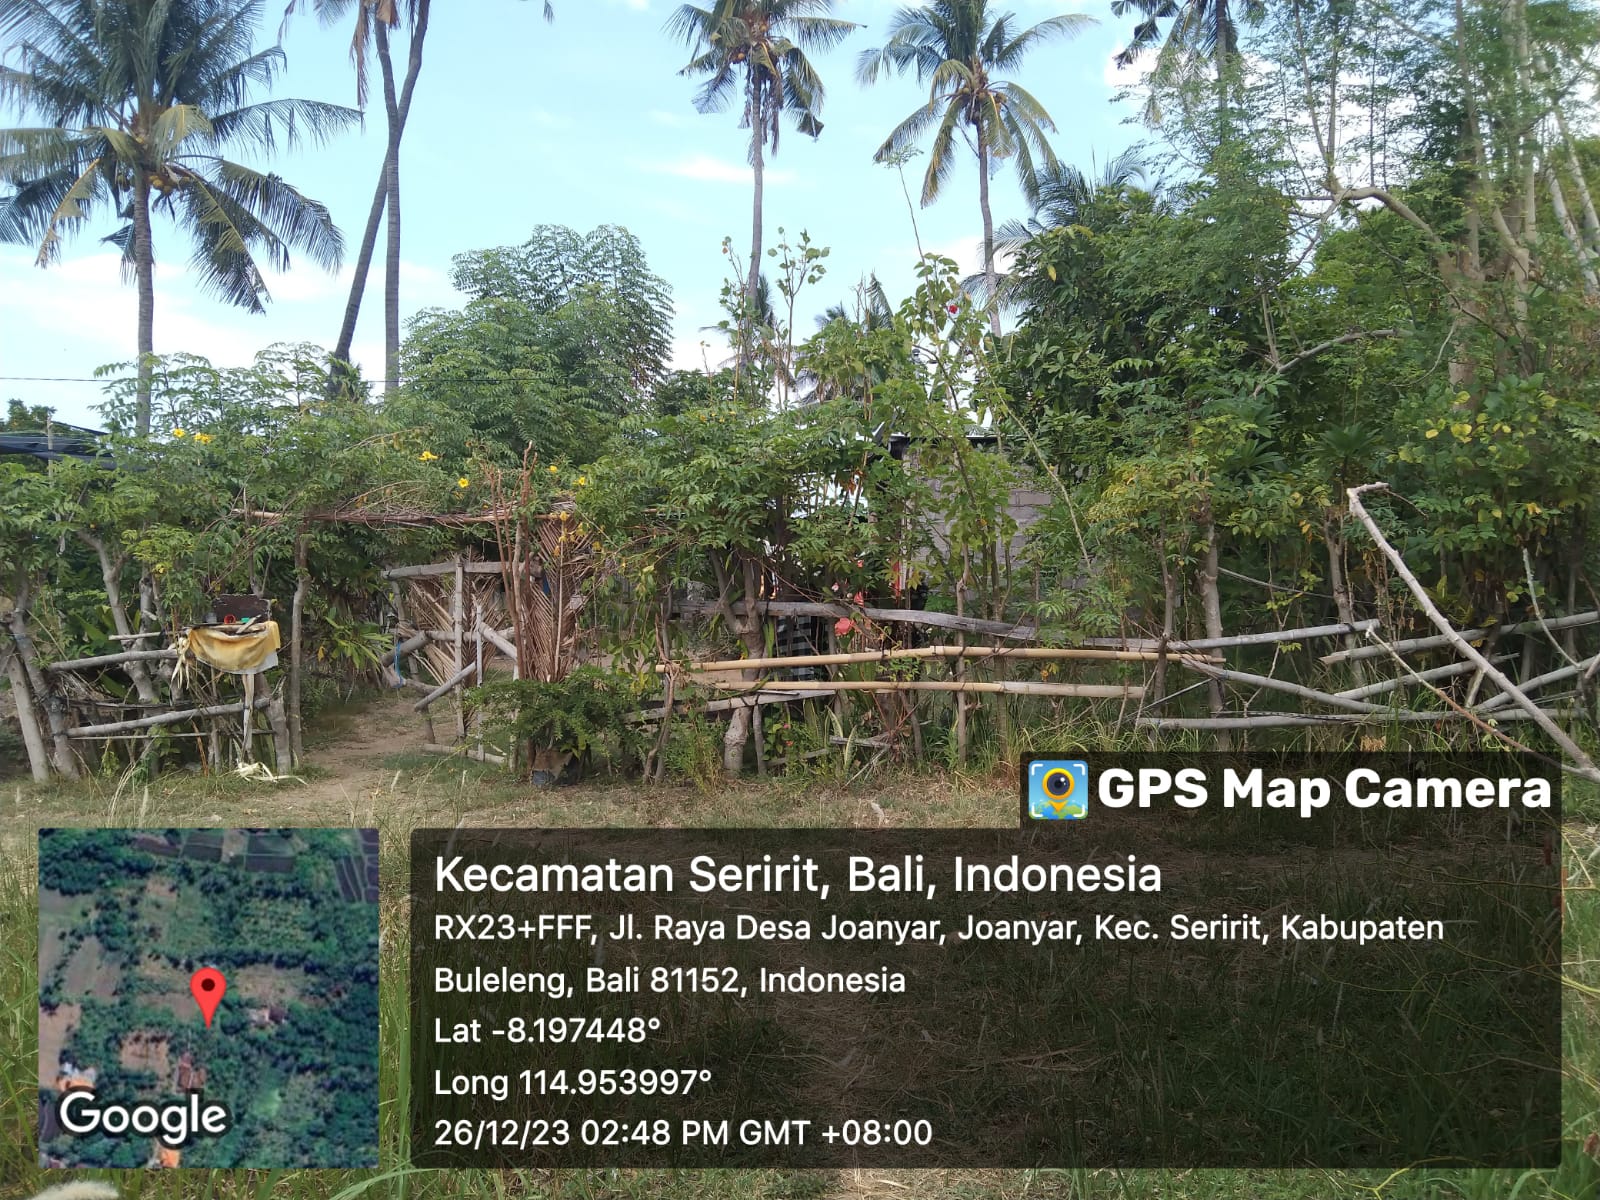 GPS Map Camera
Kecamatan Seririt, Bali, Indonesia
RX23+FFF, Jl. Raya Desa Joanyar, Joanyar, Kec. Seririt, Kabupaten
Buleleng, Bali 81152, Indonesia
Lat -8.197448°
Long 114.953997°
26/12/23 02:48 PM GMT +08:00
Google